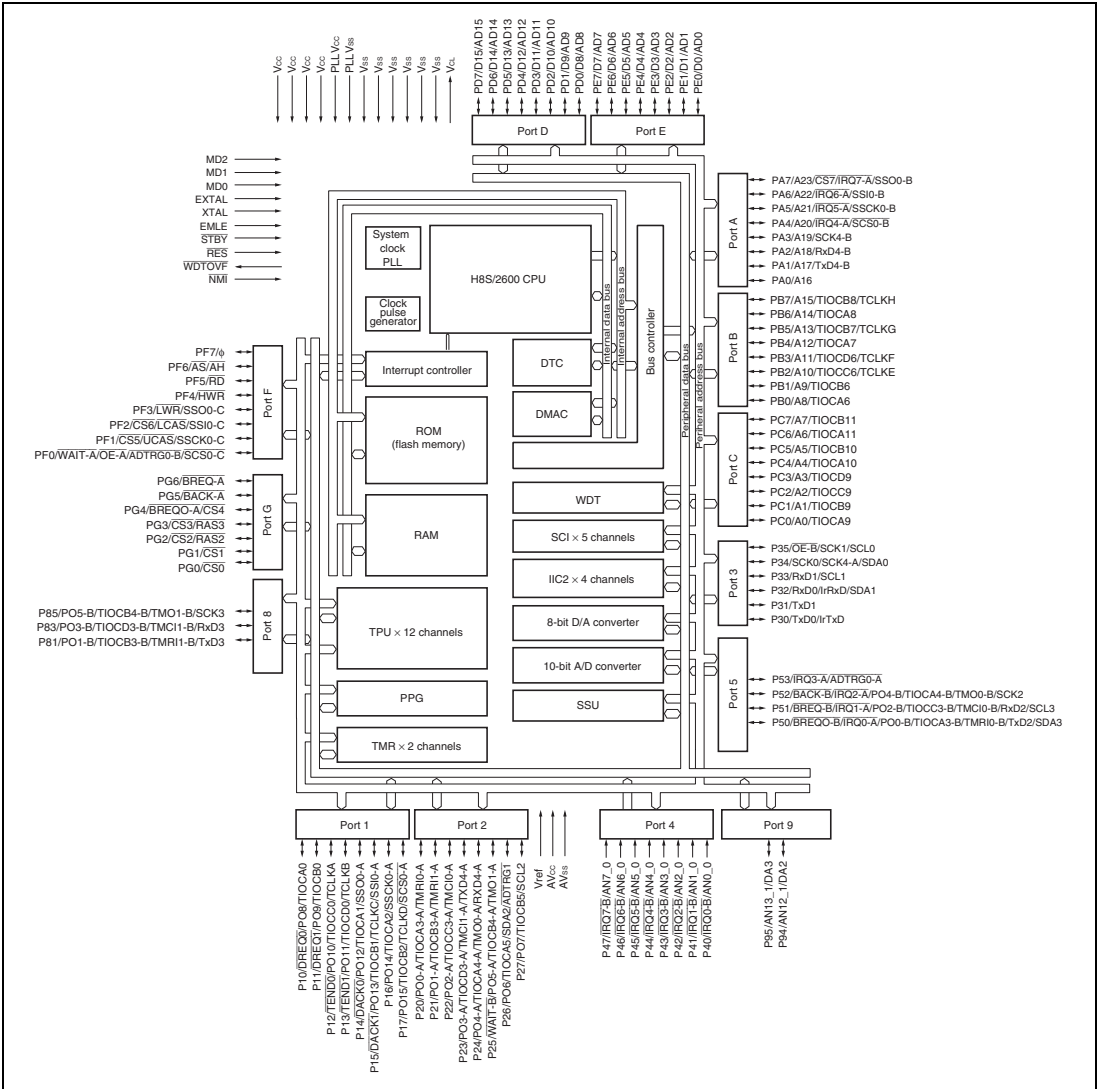 Vcc
Vcc
Vcc
Vcc
PLLVcc
PLLVss
Vss
Vss
Vss
Vss
Vss
Vss
VCL
PD7/D15/AD15
PD6/D14/AD14
PD5/D13/AD13
PD4/D12/AD12
PD3/D11/AD11
PD2/D10/AD10
PD1/D9/AD9
PD0/D8/AD8
PE7/D7/AD7
PE6/D6/AD6
PE5/D5/AD5
PE4/D4/AD4
PE3/D3/AD3
PE2/D2/AD2
PE1/D1/AD1
PE0/D0/AD0
Port D
Port E
MD2
MD1
MD0
EXTAL
XTAL
EMLE
STBY
RES
WDTOVF
NMI
System
clock
PLL
Clock
pulse
generator
H8S/2600 CPU
Interrupt controller
DTC
DMAC
ROM
(flash memory)
RAM
TPU × 12 channels
PPG
TMR × 2 channels
Internal data bus
Internal address bus
Bus controller
Peripheral data bus
Periheral address bus
WDT
SCI × 5 channels
IIC2 × 4 channels
8-bit D/A converter
10-bit A/D converter
SSU
Port A
PA7/A23/CS7/IRQ7-A/SSO0-B
PA6/A22/IRQ6-A/SSI0-B
PA5/A21/IRQ5-A/SSCK0-B
PA4/A20/IRQ4-A/SCS0-B
PA3/A19/SCK4-B
PA2/A18/RxD4-B
PA1/A17/TxD4-B
PA0/A16
Port B
PB7/A15/TIOCB8/TCLKH
PB6/A14/TIOCA8
PB5/A13/TIOCB7/TCLKG
PB4/A12/TIOCA7
PB3/A11/TIOCD6/TCLKF
PB2/A10/TIOCC6/TCLKE
PB1/A9/TIOCB6
PB0/A8/TIOCA6
Port C
PC7/A7/TIOCB11
PC6/A6/TIOCA11
PC5/A5/TIOCB10
PC4/A4/TIOCA10
PC3/A3/TIOCD9
PC2/A2/TIOCC9
PC1/A1/TIOCB9
PC0/A0/TIOCA9
Port 3
P35/OE-B/SCK1/SCL0
P34/SCK0/SCK4-A/SDA0
P33/RxD1/SCL1
P32/RxD0/IrRxD/SDA1
P31/TxD1
P30/TxD0/IrTxD
Port 5
P53/IRQ3-A/ADTRG0-A
P52/BACK-B/IRQ2-A/PO4-B/TIOCA4-B/TMO0-B/SCK2
P51/BREQ-B/IRQ1-A/PO2-B/TIOCC3-B/TMCI0-B/RxD2/SCL3
P50/BREQO-B/IRQ0-A/PO0-B/TIOCA3-B/TMRI0-B/TxD2/SDA3
PF7/ϕ
PF6/AS/AH
PF5/RD
PF4/HWR
PF3/LWR/SSO0-C
PF2/CS6/LCAS/SSI0-C
PF1/CS5/UCAS/SSCK0-C
PF0/WAIT-A/OE-A/ADTRG0-B/SCS0-C
Port F
PG6/BREQ-A
PG5/BACK-A
PG4/BREQO-A/CS4
PG3/CS3/RAS3
PG2/CS2/RAS2
PG1/CS1
PG0/CS0
Port G
P85/PO5-B/TIOCB4-B/TMO1-B/SCK3
P83/PO3-B/TIOCD3-B/TMCI1-B/RxD3
P81/PO1-B/TIOCB3-B/TMRI1-B/TxD3
Port 8
Port 1
Port 2
Port 4
Port 9
P10/DREQ0/PO8/TIOCA0
P11/DREQ1/PO9/TIOCB0
P12/TEND0/PO10/TIOCC0/TCLKA
P13/TEND1/PO11/TIOCD0/TCLKB
P14/DACK0/PO12/TIOCA1/SSO0-A
P15/DACK1/PO13/TIOCB1/TCLKC/SSI0-A
P16/PO14/TIOCA2/SSCK0-A
P17/PO15/TIOCB2/TCLKD/SCS0-A
P20/PO0-A/TIOCA3-A/TMRI0-A
P21/PO1-A/TIOCB3-A/TMRI1-A
P22/PO2-A/TIOCC3-A/TMCI0-A
P23/PO3-A/TIOCD3-A/TMCI1-A/TXD4-A
P24/PO4-A/TIOCA4-A/TMO0-A/RXD4-A
P25/WAIT-B/PO5-A/TIOCB4-A/TMO1-A
P26/PO6/TIOCA5/SDA2/ADTRG1
P27/PO7/TIOCB5/SCL2
Vref
AVcc
AVss
P47/IRQ7-B/AN7_0
P46/IRQ6-B/AN6_0
P45/IRQ5-B/AN5_0
P44/IRQ4-B/AN4_0
P43/IRQ3-B/AN3_0
P42/IRQ2-B/AN2_0
P41/IRQ1-B/AN1_0
P40/IRQ0-B/AN0_0
P95/AN13_1/DA3
P94/AN12_1/DA2